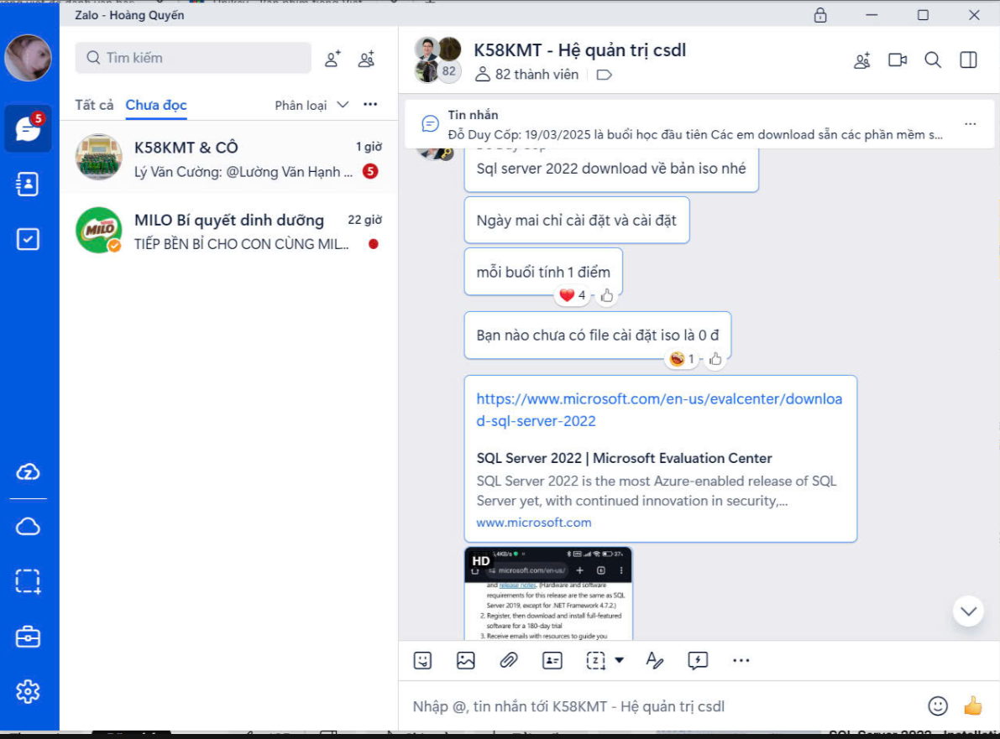 Zalo - Hoàng Quyến
Tìm kiếm
Tất cả Chưa đọc Phân loại
5
K58KMT & CÔ 1 giờ
Lý Văn Cường: @Lường Văn Hạnh ... 5
MILO Bí quyết dinh dưỡng 22 giờ
TIẾP BỀN BỈ CHO CON CÙNG MIL...
MILO
82
K58KMT - Hệ quản trị csdl
82 thành viên
Tin nhắn
Đỗ Duy Cốp: 19/03/2025 là buổi học đầu tiên Các em download sẵn các phần mềm s...
Sql server 2022 download về bản iso nhé
Ngày mai chỉ cài đặt và cài đặt
mỗi buổi tính 1 điểm
4
Bạn nào chưa có file cài đặt iso là 0 đ
1
https://www.microsoft.com/en-us/evalcenter/downloa
d-sql-server-2022
SQL Server 2022 | Microsoft Evaluation Center
SQL Server 2022 is the most Azure-enabled release of SQL
Server yet, with continued innovation in security,...
www.microsoft.com
HD
microsoft.com/en-us/
and release notes. (Hardware and software
requirements for this release are the same as SQL
Server 2019, except for .NET Framework 4.7.2.)
2. Register, then download and install full-featured
software for a 180-day trial
3. Receive emails with resources to guide you
Nhập @, tin nhắn tới K58KMT - Hệ quản trị csdl